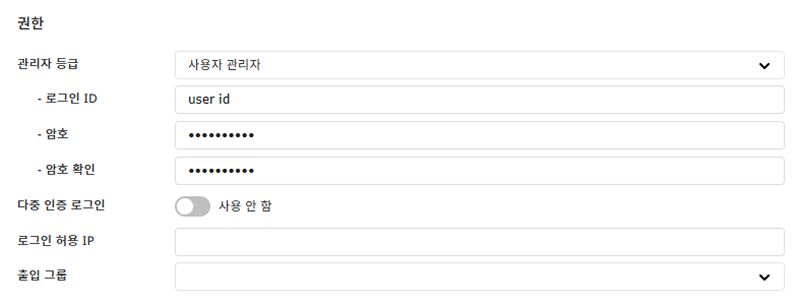 권한
관리자 등급 사용자 관리자
- 로그인 ID user id
- 암호 ••••••••••
- 암호 확인 ••••••••••
다중 인증 로그인 사용 안 함
로그인 허용 IP
출입 그룹